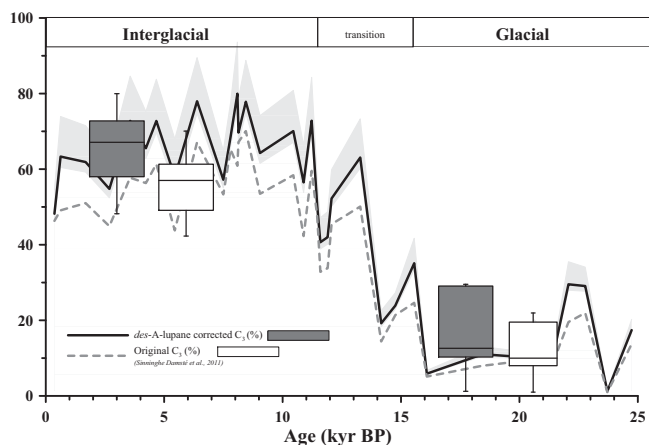 100
80
60
40
20
0
Interglacial
transition
Glacial
des-A-lupane corrected C₃ (%)
Original C₃ (%)
(Sinninghe Damsté et al., 2011)
0 5 10 15 20 25
Age (kyr BP)